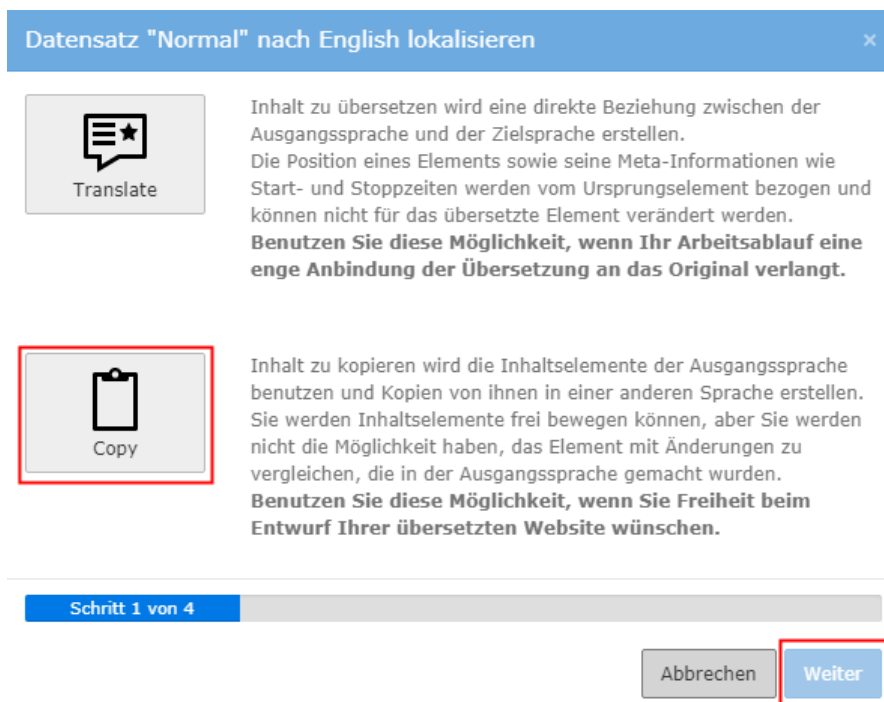 Datensatz "Normal" nach English lokalisieren ×
Translate
Inhalt zu übersetzen wird eine direkte Beziehung zwischen der
Ausgangssprache und der Zielsprache erstellen.
Die Position eines Elements sowie seine Meta-Informationen wie
Start- und Stoppzeiten werden vom Ursprungselement bezogen und
können nicht für das übersetzte Element verändert werden.
Benutzen Sie diese Möglichkeit, wenn Ihr Arbeitsablauf eine
enge Anbindung der Übersetzung an das Original verlangt.
Copy
Inhalt zu kopieren wird die Inhaltselemente der Ausgangssprache
benutzen und Kopien von ihnen in einer anderen Sprache erstellen.
Sie werden Inhaltselemente frei bewegen können, aber Sie werden
nicht die Möglichkeit haben, das Element mit Änderungen zu
vergleichen, die in der Ausgangssprache gemacht wurden.
Benutzen Sie diese Möglichkeit, wenn Sie Freiheit beim
Entwurf Ihrer übersetzten Website wünschen.
Schritt 1 von 4
Abbrechen Weiter